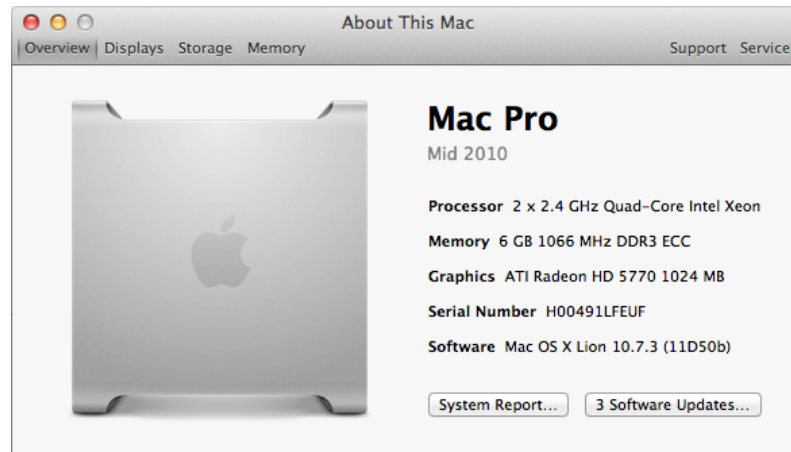 About This Mac
Overview Displays Storage Memory Support Service
Mac Pro
Mid 2010
Processor 2 x 2.4 GHz Quad-Core Intel Xeon
Memory 6 GB 1066 MHz DDR3 ECC
Graphics ATI Radeon HD 5770 1024 MB
Serial Number H00491LFEUF
Software Mac OS X Lion 10.7.3 (11D50b)
System Report... 3 Software Updates...